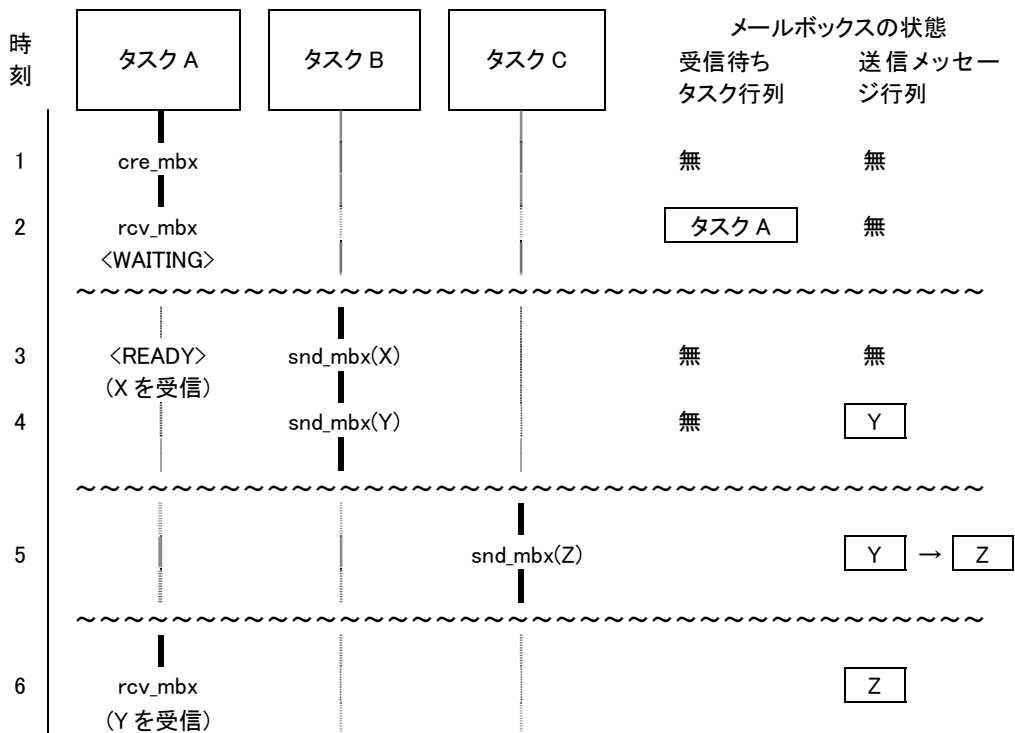 メールボックスの状態
時刻 タスク A タスク B タスク C 受信待ちタスク行列 送信メッセージ行列
1 cre_mbx 無 無
2 rcv_mbx タスク A 無
<WAITING>
～～～～～～～～～～～～～～～～～～～～～～～～～～～～～～～～～～～～～～
3 <READY> snd_mbx(X) 無 無
(X を受信)
4 snd_mbx(Y) 無 Y
～～～～～～～～～～～～～～～～～～～～～～～～～～～～～～～～～～～～～～
5 snd_mbx(Z) Y → Z
～～～～～～～～～～～～～～～～～～～～～～～～～～～～～～～～～～～～～～
6 rcv_mbx Z
(Y を受信)